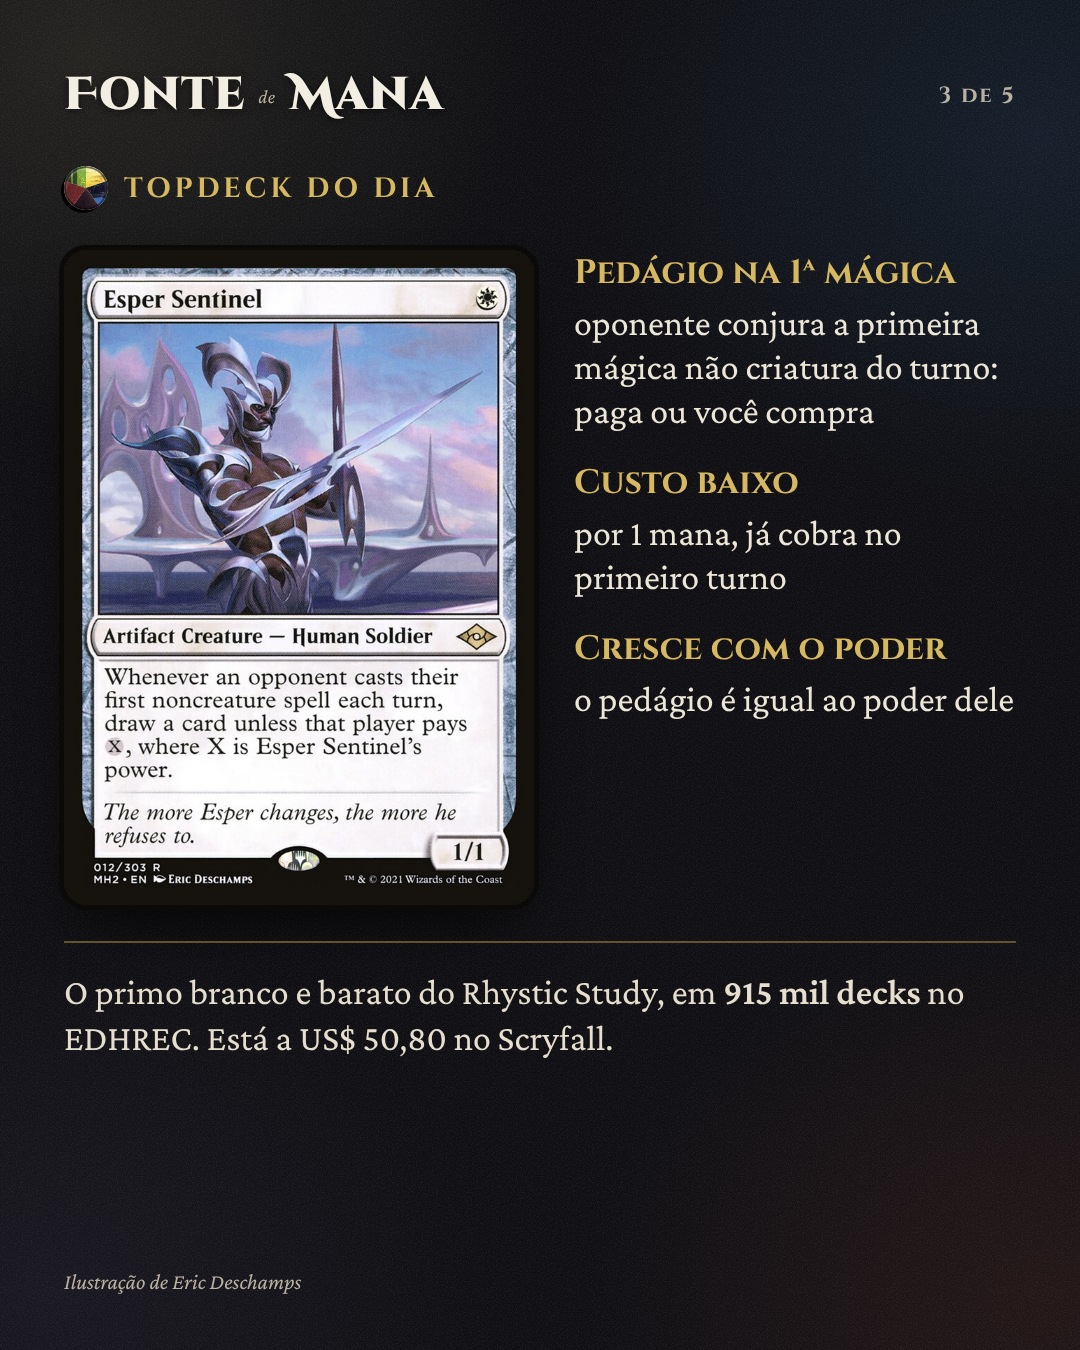 Fonte de Mana
3 de 5
Topdeck do dia
Esper Sentinel
Artifact Creature — Human Soldier
Whenever an opponent casts their
first noncreature spell each turn,
draw a card unless that player pays
X, where X is Esper Sentinel's
power.
The more Esper changes, the more he
refuses to.
1/1
012/303 R
MH2 • EN Eric Deschamps
™ & © 2021 Wizards of the Coast
Pedágio na 1ª mágica
oponente conjura a primeira
mágica não criatura do turno:
paga ou você compra
Custo baixo
por 1 mana, já cobra no
primeiro turno
Cresce com o poder
o pedágio é igual ao poder dele
O primo branco e barato do Rhystic Study, em 915 mil decks no
EDHREC. Está a US$ 50,80 no Scryfall.
Ilustração de Eric Deschamps